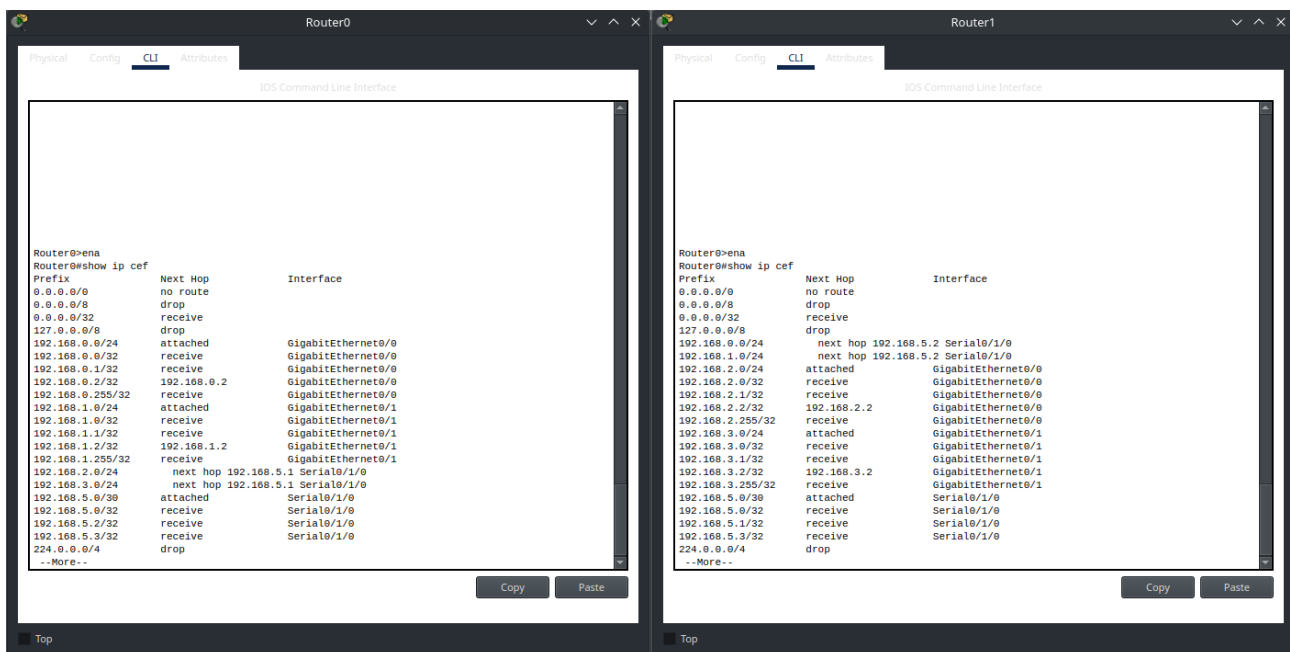 Router0
Physical Config CLI Attributes
IOS Command Line Interface
Router0>ena
Router0#show ip cef
Prefix Next Hop Interface
0.0.0.0/0 no route
0.0.0.0/8 drop
0.0.0.0/32 receive
127.0.0.0/8 drop
192.168.0.0/24 attached GigabitEthernet0/0
192.168.0.0/32 receive GigabitEthernet0/0
192.168.0.1/32 receive GigabitEthernet0/0
192.168.0.2/32 192.168.0.2 GigabitEthernet0/0
192.168.0.255/32 receive GigabitEthernet0/0
192.168.1.0/24 attached GigabitEthernet0/1
192.168.1.0/32 receive GigabitEthernet0/1
192.168.1.1/32 receive GigabitEthernet0/1
192.168.1.2/32 192.168.1.2 GigabitEthernet0/1
192.168.1.255/32 receive GigabitEthernet0/1
192.168.2.0/24 next hop 192.168.5.1 Serial0/1/0
192.168.3.0/24 next hop 192.168.5.1 Serial0/1/0
192.168.5.0/30 attached Serial0/1/0
192.168.5.0/32 receive Serial0/1/0
192.168.5.2/32 receive Serial0/1/0
192.168.5.3/32 receive Serial0/1/0
224.0.0.0/4 drop
--More--
Copy Paste
Top
Router1
Physical Config CLI Attributes
IOS Command Line Interface
Router0>ena
Router0#show ip cef
Prefix Next Hop Interface
0.0.0.0/0 no route
0.0.0.0/8 drop
0.0.0.0/32 receive
127.0.0.0/8 drop
192.168.0.0/24 next hop 192.168.5.2 Serial0/1/0
192.168.1.0/24 next hop 192.168.5.2 Serial0/1/0
192.168.2.0/24 attached GigabitEthernet0/0
192.168.2.0/32 receive GigabitEthernet0/0
192.168.2.1/32 receive GigabitEthernet0/0
192.168.2.2/32 192.168.2.2 GigabitEthernet0/0
192.168.2.255/32 receive GigabitEthernet0/0
192.168.3.0/24 attached GigabitEthernet0/1
192.168.3.0/32 receive GigabitEthernet0/1
192.168.3.1/32 receive GigabitEthernet0/1
192.168.3.2/32 192.168.3.2 GigabitEthernet0/1
192.168.3.255/32 receive GigabitEthernet0/1
192.168.5.0/30 attached Serial0/1/0
192.168.5.0/32 receive Serial0/1/0
192.168.5.1/32 receive Serial0/1/0
192.168.5.3/32 receive Serial0/1/0
224.0.0.0/4 drop
--More--
Copy Paste
Top